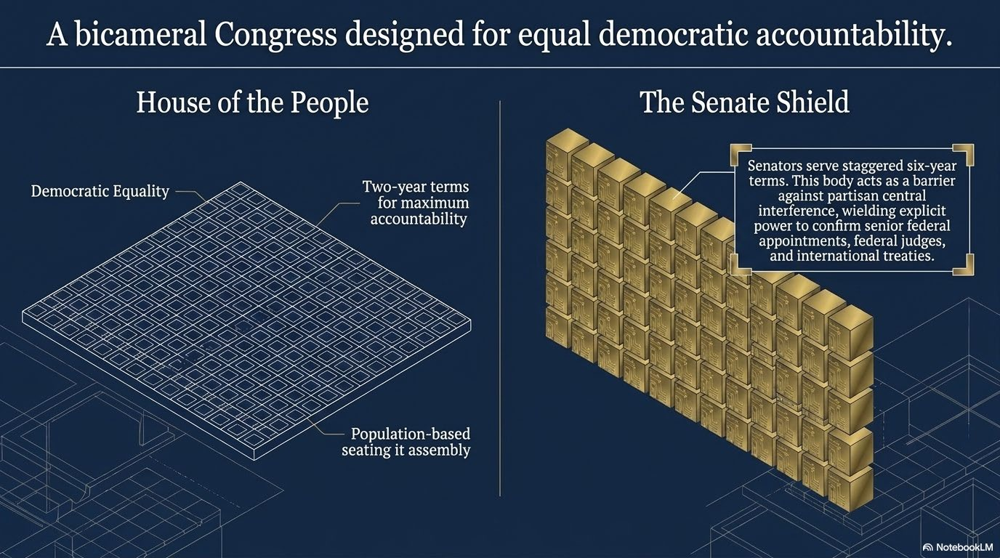 A bicameral Congress designed for equal democratic accountability.
House of the People
Democratic Equality
Two-year terms
for maximum
accountability
Population-based
seating it assembly
The Senate Shield
Senators serve staggered six-year
terms. This body acts as a barrier
against partisan central
interference, wielding explicit
power to confirm senior federal
appointments, federal judges,
and international treaties.
NotebookLM